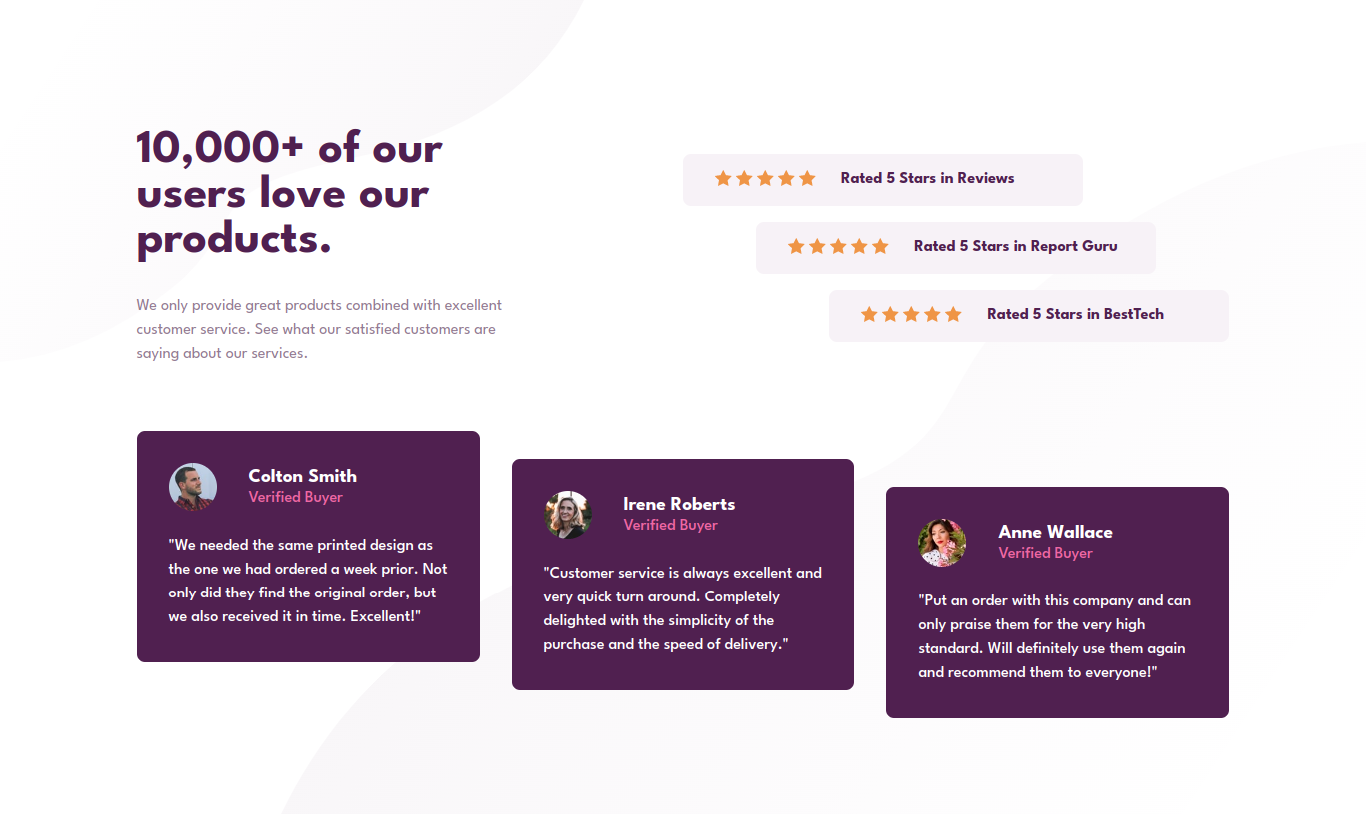 10,000+ of our
users love our
products.
We only provide great products combined with excellent
customer service. See what our satisfied customers are
saying about our services.
Rated 5 Stars in Reviews
Rated 5 Stars in Report Guru
Rated 5 Stars in BestTech
Colton Smith
Verified Buyer
"We needed the same printed design as
the one we had ordered a week prior. Not
only did they find the original order, but
we also received it in time. Excellent!"
Irene Roberts
Verified Buyer
"Customer service is always excellent and
very quick turn around. Completely
delighted with the simplicity of the
purchase and the speed of delivery."
Anne Wallace
Verified Buyer
"Put an order with this company and can
only praise them for the very high
standard. Will definitely use them again
and recommend them to everyone!"